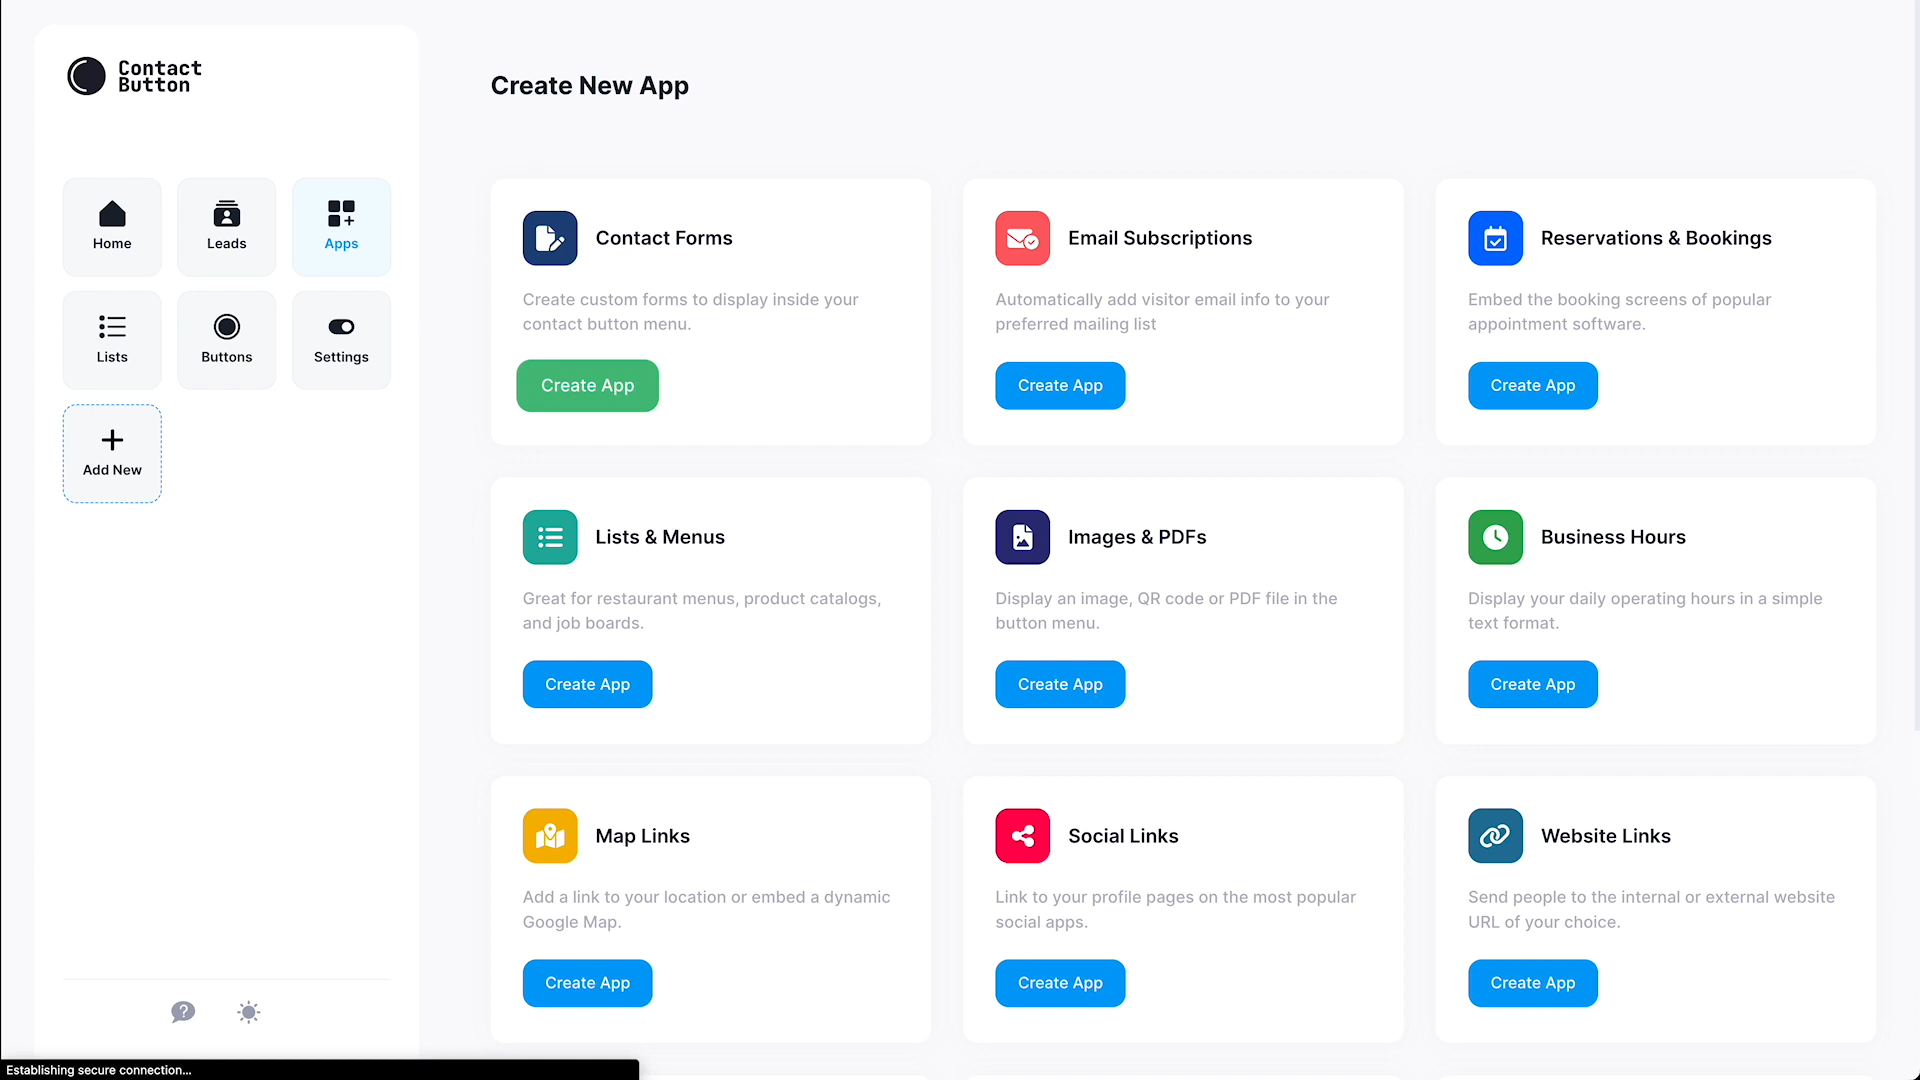 Contact
Button
Home
Leads
Apps
Lists
Buttons
Settings
Add New
Create New App
Contact Forms
Create custom forms to display inside your
contact button menu.
Create App
Email Subscriptions
Automatically add visitor email info to your
preferred mailing list
Create App
Reservations & Bookings
Embed the booking screens of popular
appointment software.
Create App
Lists & Menus
Great for restaurant menus, product catalogs,
and job boards.
Create App
Images & PDFs
Display an image, QR code or PDF file in the
button menu.
Create App
Business Hours
Display your daily operating hours in a simple
text format.
Create App
Map Links
Add a link to your location or embed a dynamic
Google Map.
Create App
Social Links
Link to your profile pages on the most popular
social apps.
Create App
Website Links
Send people to the internal or external website
URL of your choice.
Create App
Establishing secure connection...